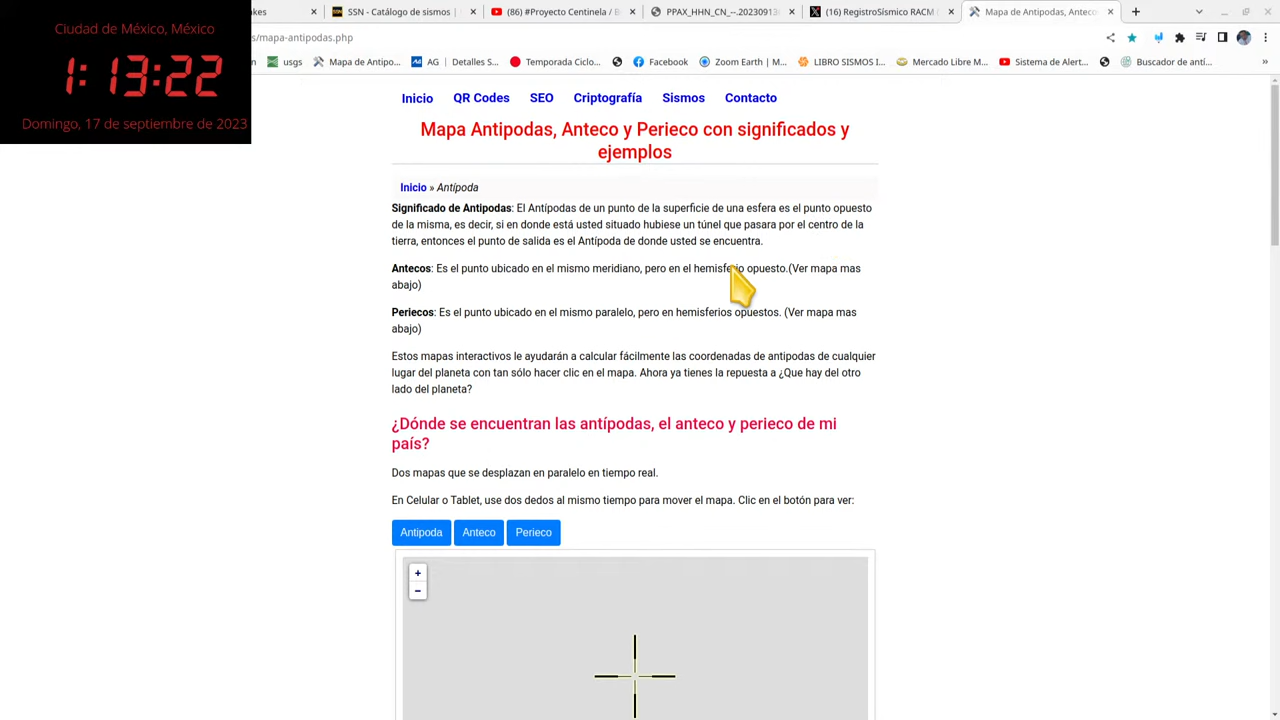 Ciudad de México, México
1:13:22
Domingo, 17 de septiembre de 2023
kes
SSN - Catálogo de sismos
(86) #Proyecto Centinela / B
PPAX_HHN_CN_--.20230913
(16) RegistroSísmico RACM
Mapa de Antipodas, Anteco
s/mapa-antipodas.php
n
usgs
Mapa de Antipo...
AG
Detalles S...
Temporada Ciclo...
Facebook
Zoom Earth | M...
LIBRO SISMOS I...
Mercado Libre M...
Sistema de Alert...
Buscador de antí...
»
Inicio QR Codes SEO Criptografía Sismos Contacto
Mapa Antipodas, Anteco y Perieco con significados y
ejemplos
Inicio » Antípoda
Significado de Antipodas: El Antípodas de un punto de la superficie de una esfera es el punto opuesto
de la misma, es decir, si en donde está usted situado hubiese un túnel que pasara por el centro de la
tierra, entonces el punto de salida es el Antípoda de donde usted se encuentra.
Antecos: Es el punto ubicado en el mismo meridiano, pero en el hemisferio opuesto.(Ver mapa mas
abajo)
Periecos: Es el punto ubicado en el mismo paralelo, pero en hemisferios opuestos. (Ver mapa mas
abajo)
Estos mapas interactivos le ayudarán a calcular fácilmente las coordenadas de antipodas de cualquier
lugar del planeta con tan sólo hacer clic en el mapa. Ahora ya tienes la repuesta a ¿Que hay del otro
lado del planeta?
¿Dónde se encuentran las antípodas, el anteco y perieco de mi
país?
Dos mapas que se desplazan en paralelo en tiempo real.
En Celular o Tablet, use dos dedos al mismo tiempo para mover el mapa. Clic en el botón para ver:
Antipoda Anteco Perieco
+
−